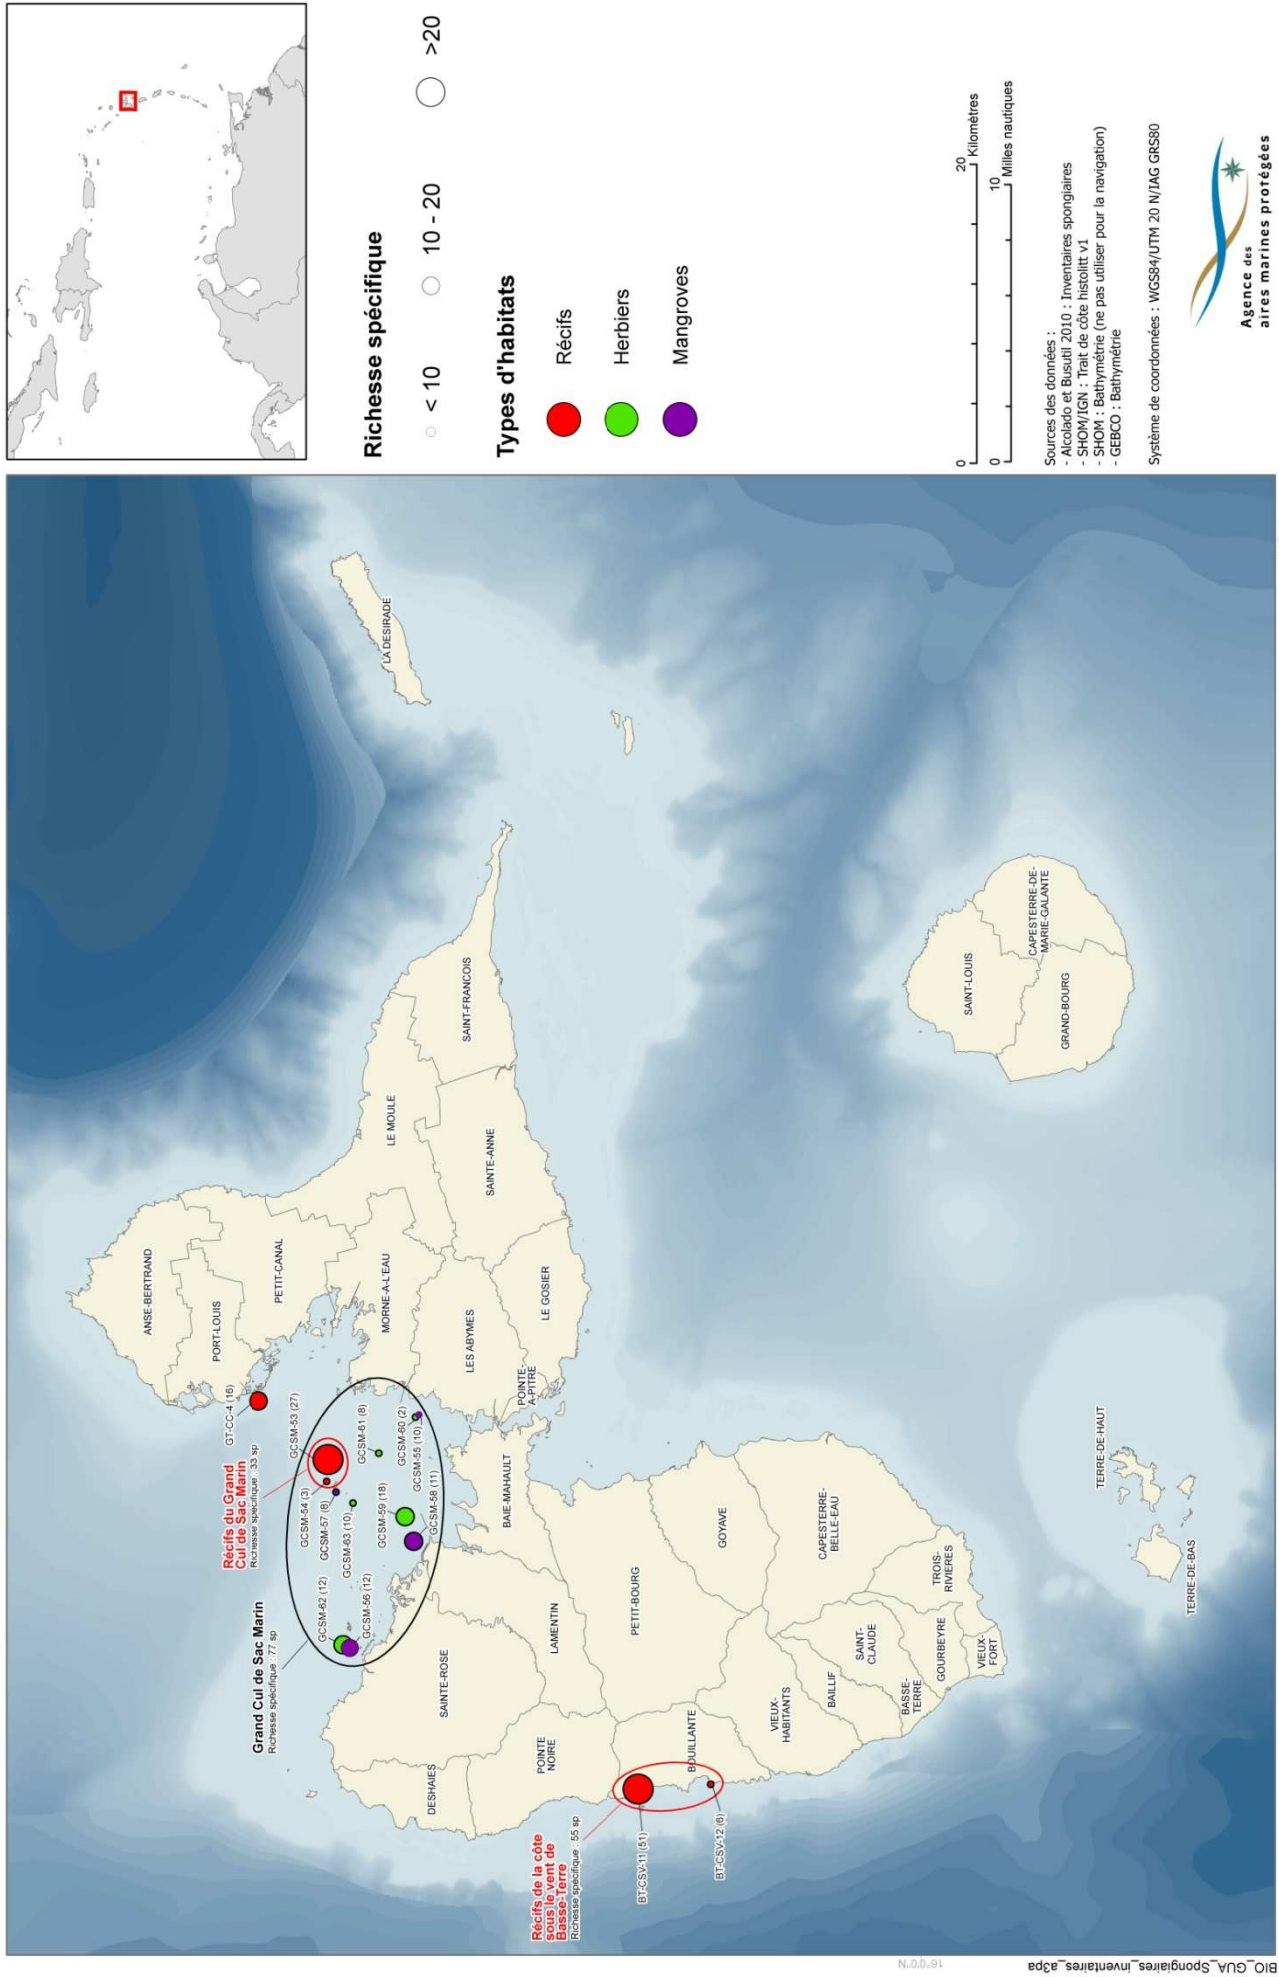 Richesse spécifique
< 10
10 - 20
>20
Types d'habitats
Récifs
Herbiers
Mangroves
0
20
Kilomètres
0
10
Milles nautiques
Sources des données :
- Alcolado et Busutil 2010 : Inventaires spongiaires
- SHOM/IGN : Trait de côte histolitt v1
- SHOM : Bathymétrie (ne pas utiliser pour la navigation)
- GEBCO : Bathymétrie
Système de coordonnées : WGS84/UTM 20 N/IAG GRS80
Agence des
aires marines protégées
Grand Cul de Sac Marin
Richesse spécifique : 77 sp
Récifs du Grand
Cul de Sac Marin
Richesse spécifique : 33 sp
Récifs de la côte
sous le vent de
Basse-Terre
Richesse spécifique : 55 sp
GT-CC-4 (16)
GCSM-53 (27)
GCSM-54 (3)
GCSM-57 (8)
GCSM-63 (10)
GCSM-61 (8)
GCSM-60 (2)
GCSM-55 (10)
GCSM-59 (18)
GCSM-58 (11)
GCSM-62 (12)
GCSM-56 (12)
BT-CSV-11 (51)
BT-CSV-12 (6)
ANSE-BERTRAND
PORT-LOUIS
PETIT-CANAL
MORNE-A-L'EAU
LE MOULE
LES ABYMES
SAINTE-ANNE
SAINT-FRANCOIS
LE GOSIER
POINTE-
A-PITRE
LA DESIRADE
BAIE-MAHAULT
SAINTE-ROSE
LAMENTIN
DESHAIES
POINTE
NOIRE
PETIT-BOURG
GOYAVE
BOUILLANTE
VIEUX-
HABITANTS
CAPESTERRE-
BELLE-EAU
BAILLIF
SAINT-
CLAUDE
BASSE-
TERRE
GOURBEYRE
TROIS-
RIVIERES
VIEUX-
FORT
SAINT-LOUIS
CAPESTERRE-DE-
MARIE-GALANTE
GRAND-BOURG
TERRE-DE-HAUT
TERRE-DE-BAS
16°0'0"N
BIO_GUA_Spongiaires_inventaires_a3pa